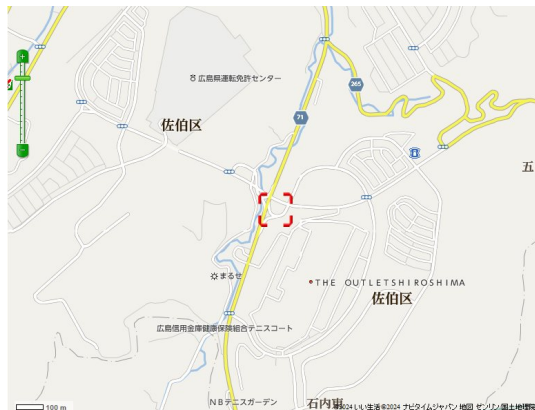 広島県運転免許センター
265
佐伯区
71
五
まるせ
THE OUTLETSHIROSHIMA
佐伯区
広島信用金庫健康保険組合テニスコート
NBテニスガーデン
石内東
100 m
©2024 いい生活©2024 ナビタイムジャパン 地図 ゼンリン 国土地理院